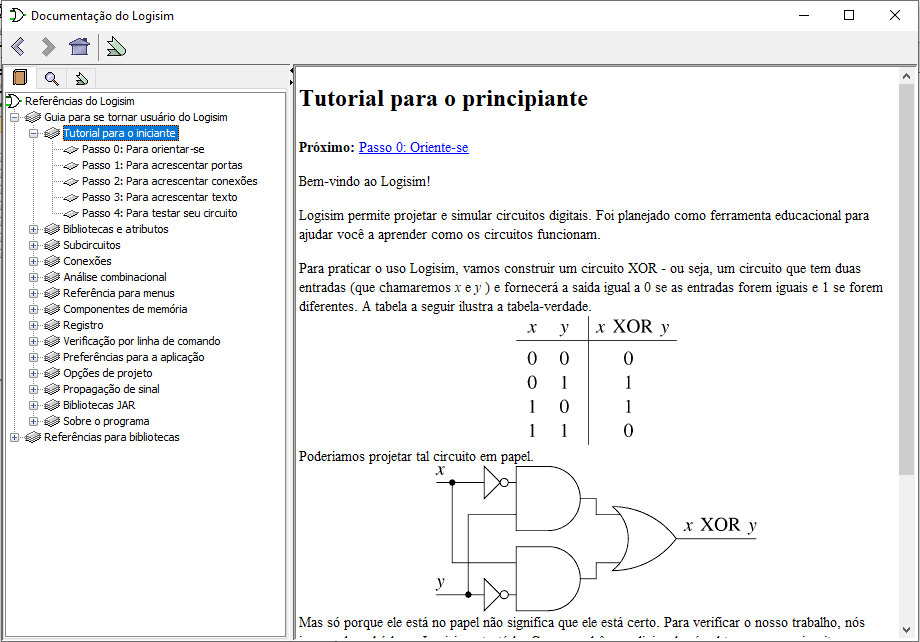 Documentação do Logisim
Referências do Logisim
Guia para se tornar usuário do Logisim
Tutorial para o iniciante
Passo 0: Para orientar-se
Passo 1: Para acrescentar portas
Passo 2: Para acrescentar conexões
Passo 3: Para acrescentar texto
Passo 4: Para testar seu circuito
Bibliotecas e atributos
Subcircuitos
Conexões
Análise combinacional
Referência para menus
Componentes de memória
Registro
Verificação por linha de comando
Preferências para a aplicação
Opções de projeto
Propagação de sinal
Bibliotecas JAR
Sobre o programa
Referências para bibliotecas
Tutorial para o principiante
Próximo: Passo 0: Oriente-se
Bem-vindo ao Logisim!
Logisim permite projetar e simular circuitos digitais. Foi planejado como ferramenta educacional para
ajudar você a aprender como os circuitos funcionam.
Para praticar o uso Logisim, vamos construir um circuito XOR - ou seja, um circuito que tem duas
entradas (que chamaremos x e y ) e fornecerá a saída igual a 0 se as entradas forem iguais e 1 se forem
diferentes. A tabela a seguir ilustra a tabela-verdade.
x y x XOR y
0 0 0
0 1 1
1 0 1
1 1 0
Poderiamos projetar tal circuito em papel.
x
x XOR y
y
Mas só porque ele está no papel não significa que ele está certo. Para verificar o nosso trabalho, nós